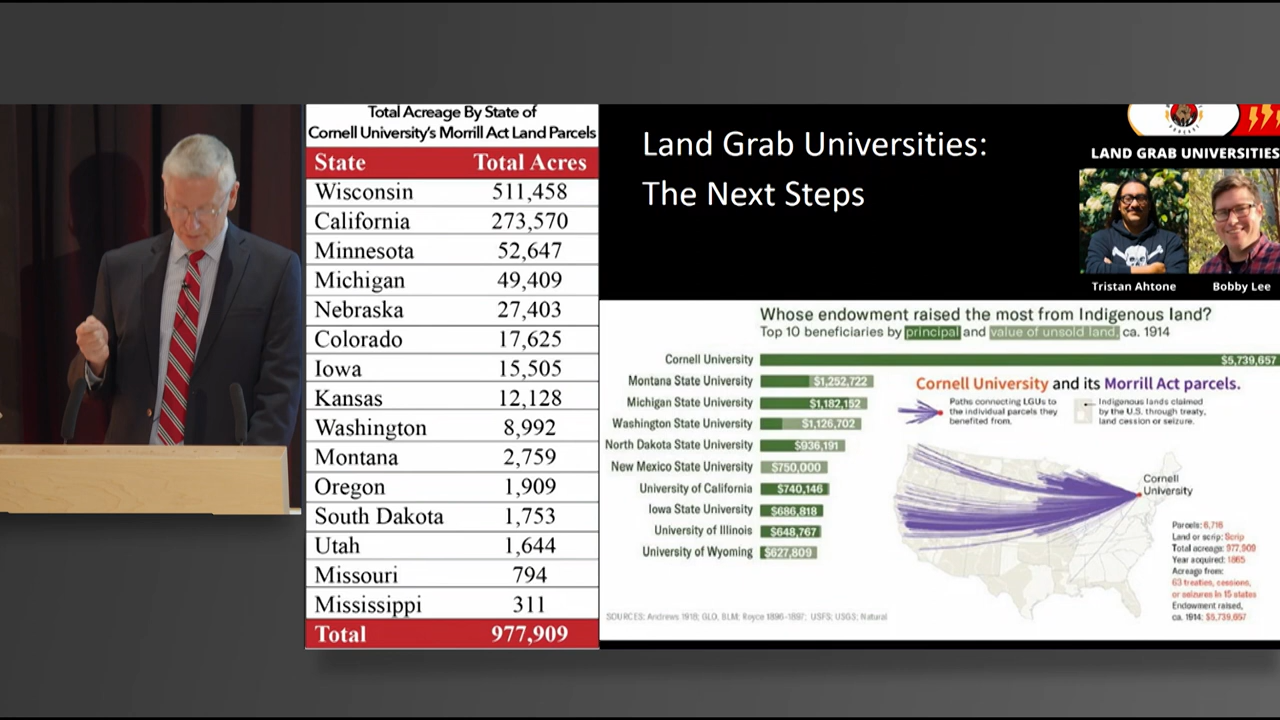 Total Acreage By State of
Cornell University's Morrill Act Land Parcels
State Total Acres
Wisconsin 511,458
California 273,570
Minnesota 52,647
Michigan 49,409
Nebraska 27,403
Colorado 17,625
Iowa 15,505
Kansas 12,128
Washington 8,992
Montana 2,759
Oregon 1,909
South Dakota 1,753
Utah 1,644
Missouri 794
Mississippi 311
Total 977,909
Land Grab Universities:
The Next Steps
LAND GRAB UNIVERSITIES
Tristan Ahtone Bobby Lee
Whose endowment raised the most from Indigenous land?
Top 10 beneficiaries by principal and value of unsold land, ca. 1914
Cornell University $5,739,657
Montana State University $1,252,722
Michigan State University $1,182,152
Washington State University $1,126,702
North Dakota State University $936,191
New Mexico State University $750,000
University of California $740,146
Iowa State University $686,818
University of Illinois $648,767
University of Wyoming $627,809
Cornell University and its Morrill Act parcels.
Paths connecting LGUs to
the individual parcels they
benefited from.
Indigenous lands claimed
by the U.S. through treaty,
land cession or seizure.
Cornell
University
Parcels: 6,716
Land or scrip: Scrip
Total acreage: 977,909
Year acquired: 1865
Acreage from:
63 treaties, cessions,
or seizures in 15 states
Endowment raised,
ca. 1914: $5,739,657
SOURCES: Andrews 1918; GLO, BLM; Royce 1896-1897; USFS; USGS; Natural